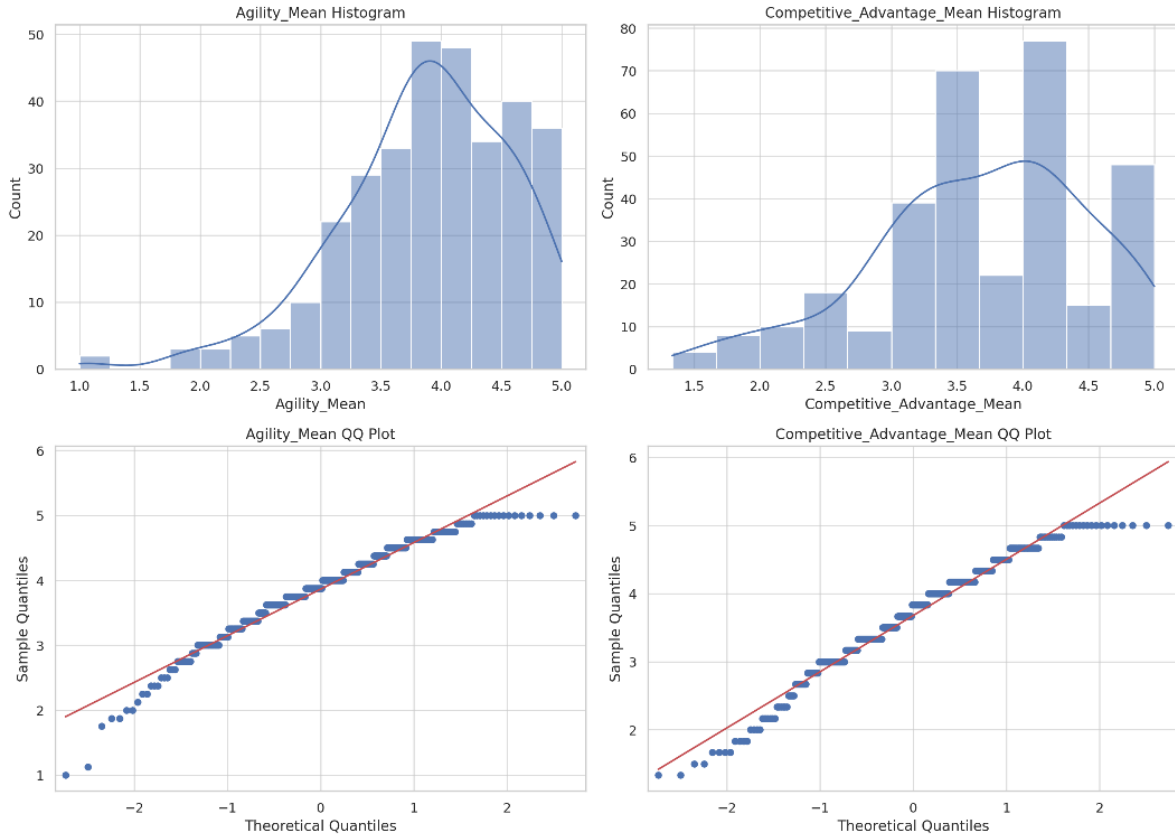 Agility_Mean Histogram
50
40
30
20
10
0
Count
1.0 1.5 2.0 2.5 3.0 3.5 4.0 4.5 5.0
Agility_Mean
Competitive_Advantage_Mean Histogram
80
70
60
50
40
30
20
10
0
Count
1.5 2.0 2.5 3.0 3.5 4.0 4.5 5.0
Competitive_Advantage_Mean
Agility_Mean QQ Plot
6
5
4
3
2
1
Sample Quantiles
−2 −1 0 1 2
Theoretical Quantiles
Competitive_Advantage_Mean QQ Plot
6
5
4
3
2
Sample Quantiles
−2 −1 0 1 2
Theoretical Quantiles